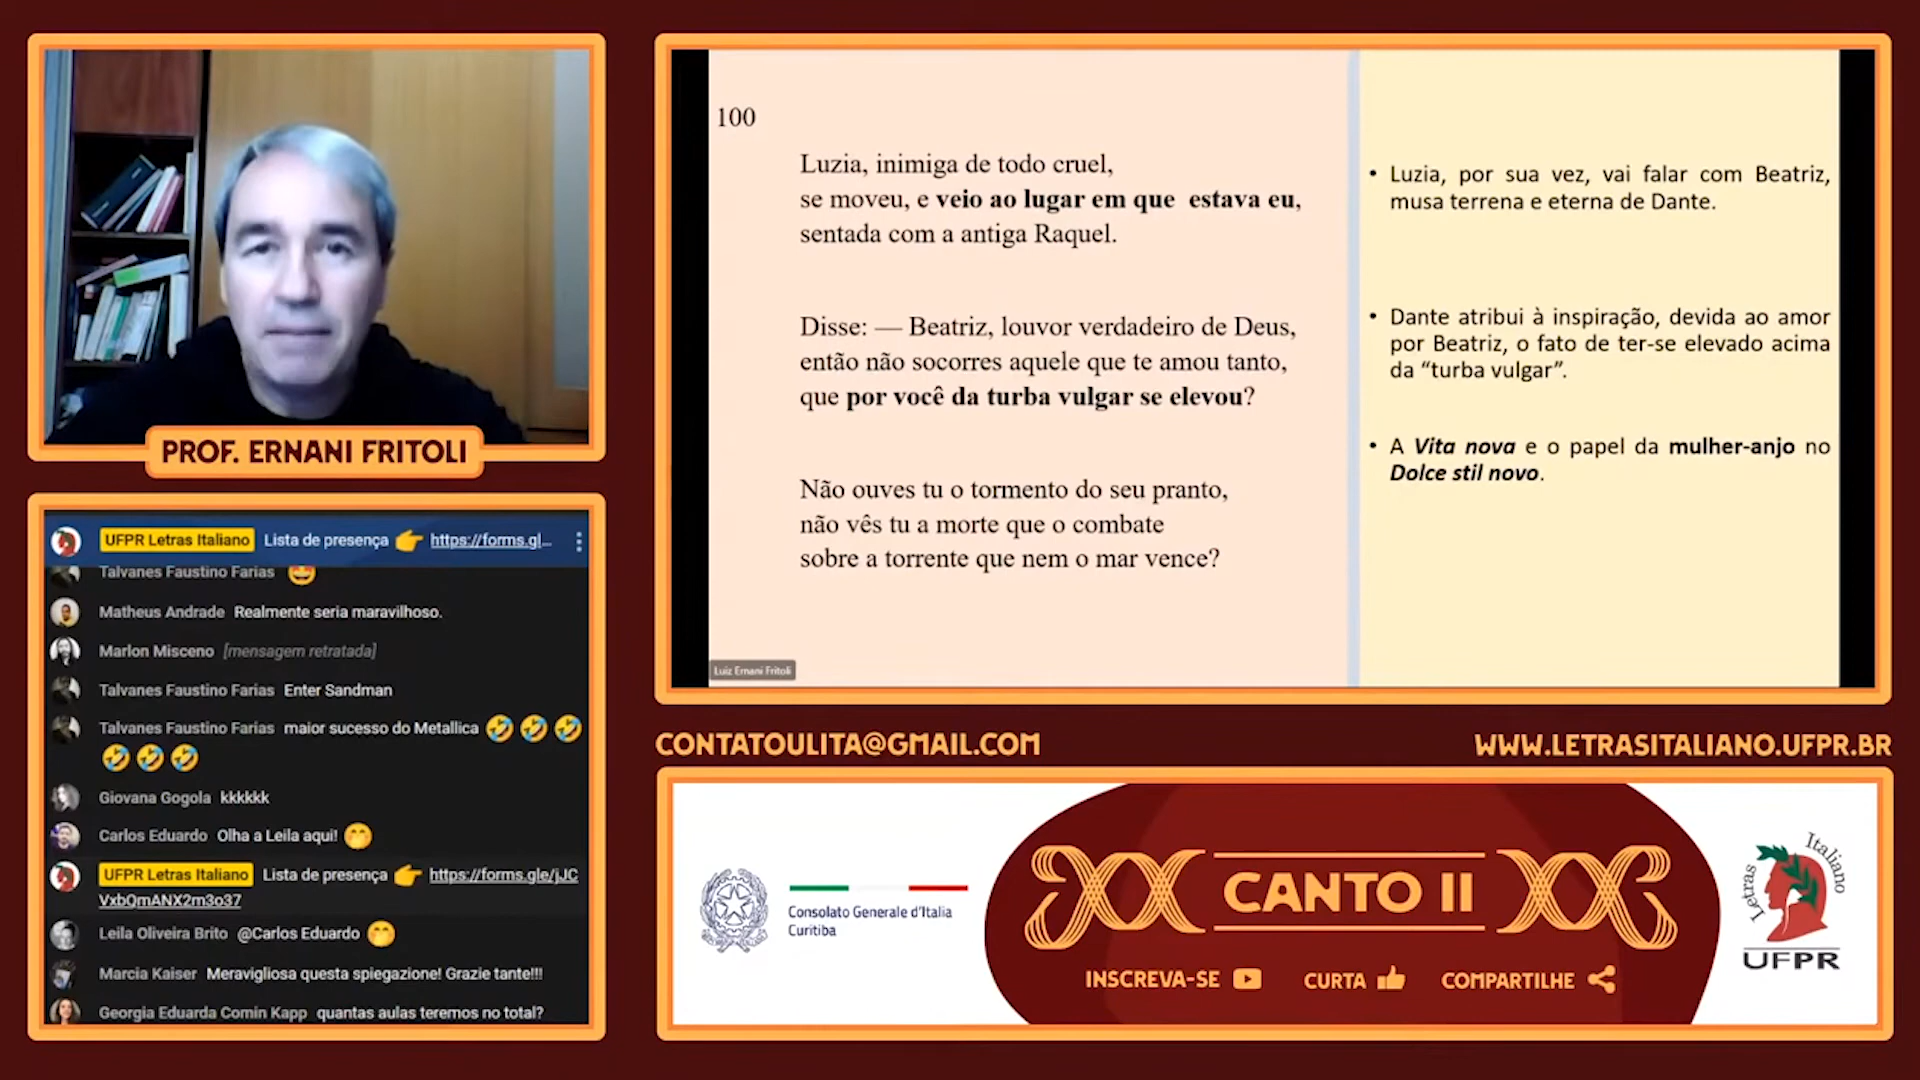 PROF. ERNANI FRITOLI
UFPR Letras Italiano Lista de presença https://forms.gl...
Talvanes Faustino Farias
Matheus Andrade Realmente seria maravilhoso.
Marlon Misceno [mensagem retratada]
Talvanes Faustino Farias Enter Sandman
Talvanes Faustino Farias maior sucesso do Metallica 🤣 🤣 🤣
🤣 🤣 🤣
Giovana Gogola kkkkkk
Carlos Eduardo Olha a Leila aqui! 🤭
UFPR Letras Italiano Lista de presença 👉 https://forms.gle/jJC
VxbQmANX2m3o37
Leila Oliveira Brito @Carlos Eduardo 🤭
Marcia Kaiser Meravigliosa questa spiegazione! Grazie tante!!!
Georgia Eduarda Comin Kapp quantas aulas teremos no total?
100
Luzia, inimiga de todo cruel,
se moveu, e veio ao lugar em que estava eu,
sentada com a antiga Raquel.
Disse: — Beatriz, louvor verdadeiro de Deus,
então não socorres aquele que te amou tanto,
que por você da turba vulgar se elevou?
Não ouves tu o tormento do seu pranto,
não vês tu a morte que o combate
sobre a torrente que nem o mar vence?
Luiz Ernani Fritoli
• Luzia, por sua vez, vai falar com Beatriz,
musa terrena e eterna de Dante.
• Dante atribui à inspiração, devida ao amor
por Beatriz, o fato de ter-se elevado acima
da “turba vulgar”.
• A Vita nova e o papel da mulher-anjo no
Dolce stil novo.
CONTATOULITA@GMAIL.COM
WWW.LETRASITALIANO.UFPR.BR
Consolato Generale d'Italia
Curitiba
CANTO II
INSCREVA-SE
CURTA
COMPARTILHE
Letras Italiano
UFPR